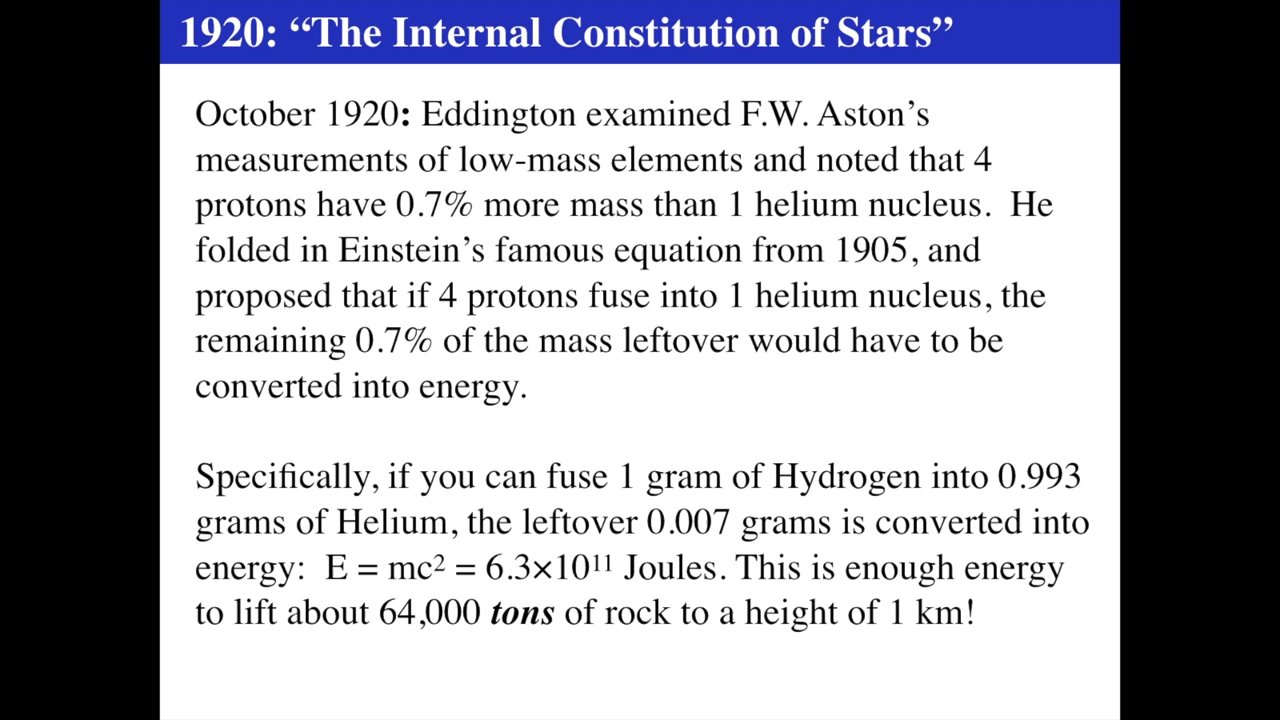 1920: “The Internal Constitution of Stars”
October 1920: Eddington examined F.W. Aston’s
measurements of low-mass elements and noted that 4
protons have 0.7% more mass than 1 helium nucleus.  He
folded in Einstein’s famous equation from 1905, and
proposed that if 4 protons fuse into 1 helium nucleus, the
remaining 0.7% of the mass leftover would have to be
converted into energy.
Specifically, if you can fuse 1 gram of Hydrogen into 0.993
grams of Helium, the leftover 0.007 grams is converted into
energy:  E = mc² = 6.3×10¹¹ Joules. This is enough energy
to lift about 64,000 tons of rock to a height of 1 km!